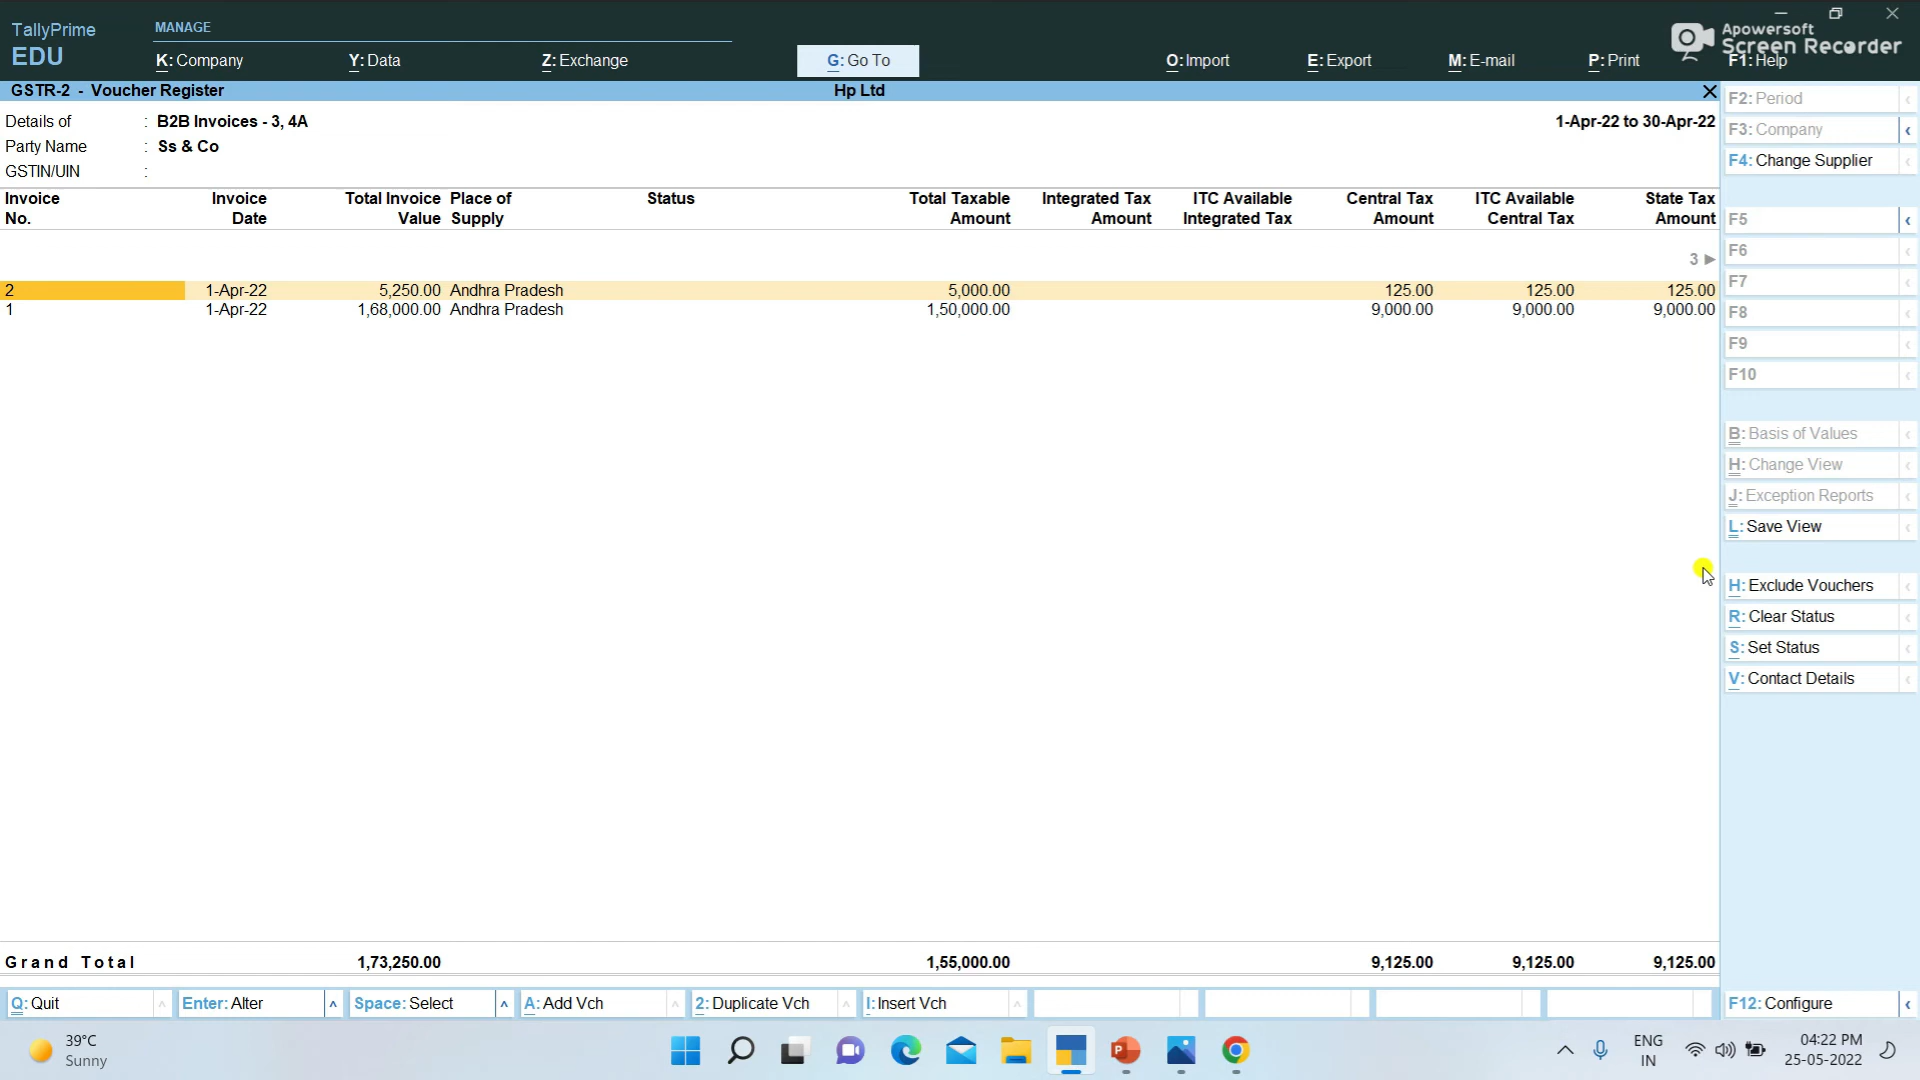 TallyPrime
EDU
MANAGE
K: Company
Y: Data
Z: Exchange
G: Go To
O: Import
E: Export
M: E-mail
P: Print
F1: Help
Apowersoft
Screen Recorder
GSTR-2 - Voucher Register Hp Ltd
Details of : B2B Invoices - 3, 4A 1-Apr-22 to 30-Apr-22
Party Name : Ss & Co
GSTIN/UIN :
Invoice Invoice Total Invoice Place of Status Total Taxable Integrated Tax ITC Available Central Tax ITC Available State Tax
No. Date Value Supply Amount Amount Integrated Tax Amount Central Tax Amount
3 ►
2 1-Apr-22 5,250.00 Andhra Pradesh 5,000.00 125.00 125.00 125.00
1 1-Apr-22 1,68,000.00 Andhra Pradesh 1,50,000.00 9,000.00 9,000.00 9,000.00
Grand Total 1,73,250.00 1,55,000.00 9,125.00 9,125.00 9,125.00
F2: Period
F3: Company
F4: Change Supplier
F5
F6
F7
F8
F9
F10
B: Basis of Values
H: Change View
J: Exception Reports
L: Save View
H: Exclude Vouchers
R: Clear Status
S: Set Status
V: Contact Details
Q: Quit Enter: Alter Space: Select A: Add Vch 2: Duplicate Vch I: Insert Vch F12: Configure
39°C
Sunny
ENG
IN
04:22 PM
25-05-2022